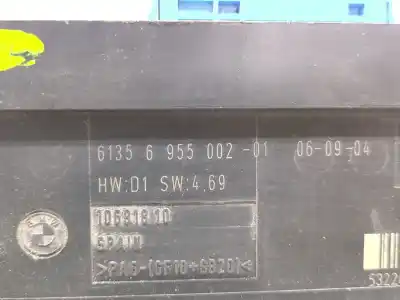 6135 6 955 002-01 06-09-04
HW:D1 SW:4.69
10681810
SPAIN
>PA6-(GF10+GB20)<
5322